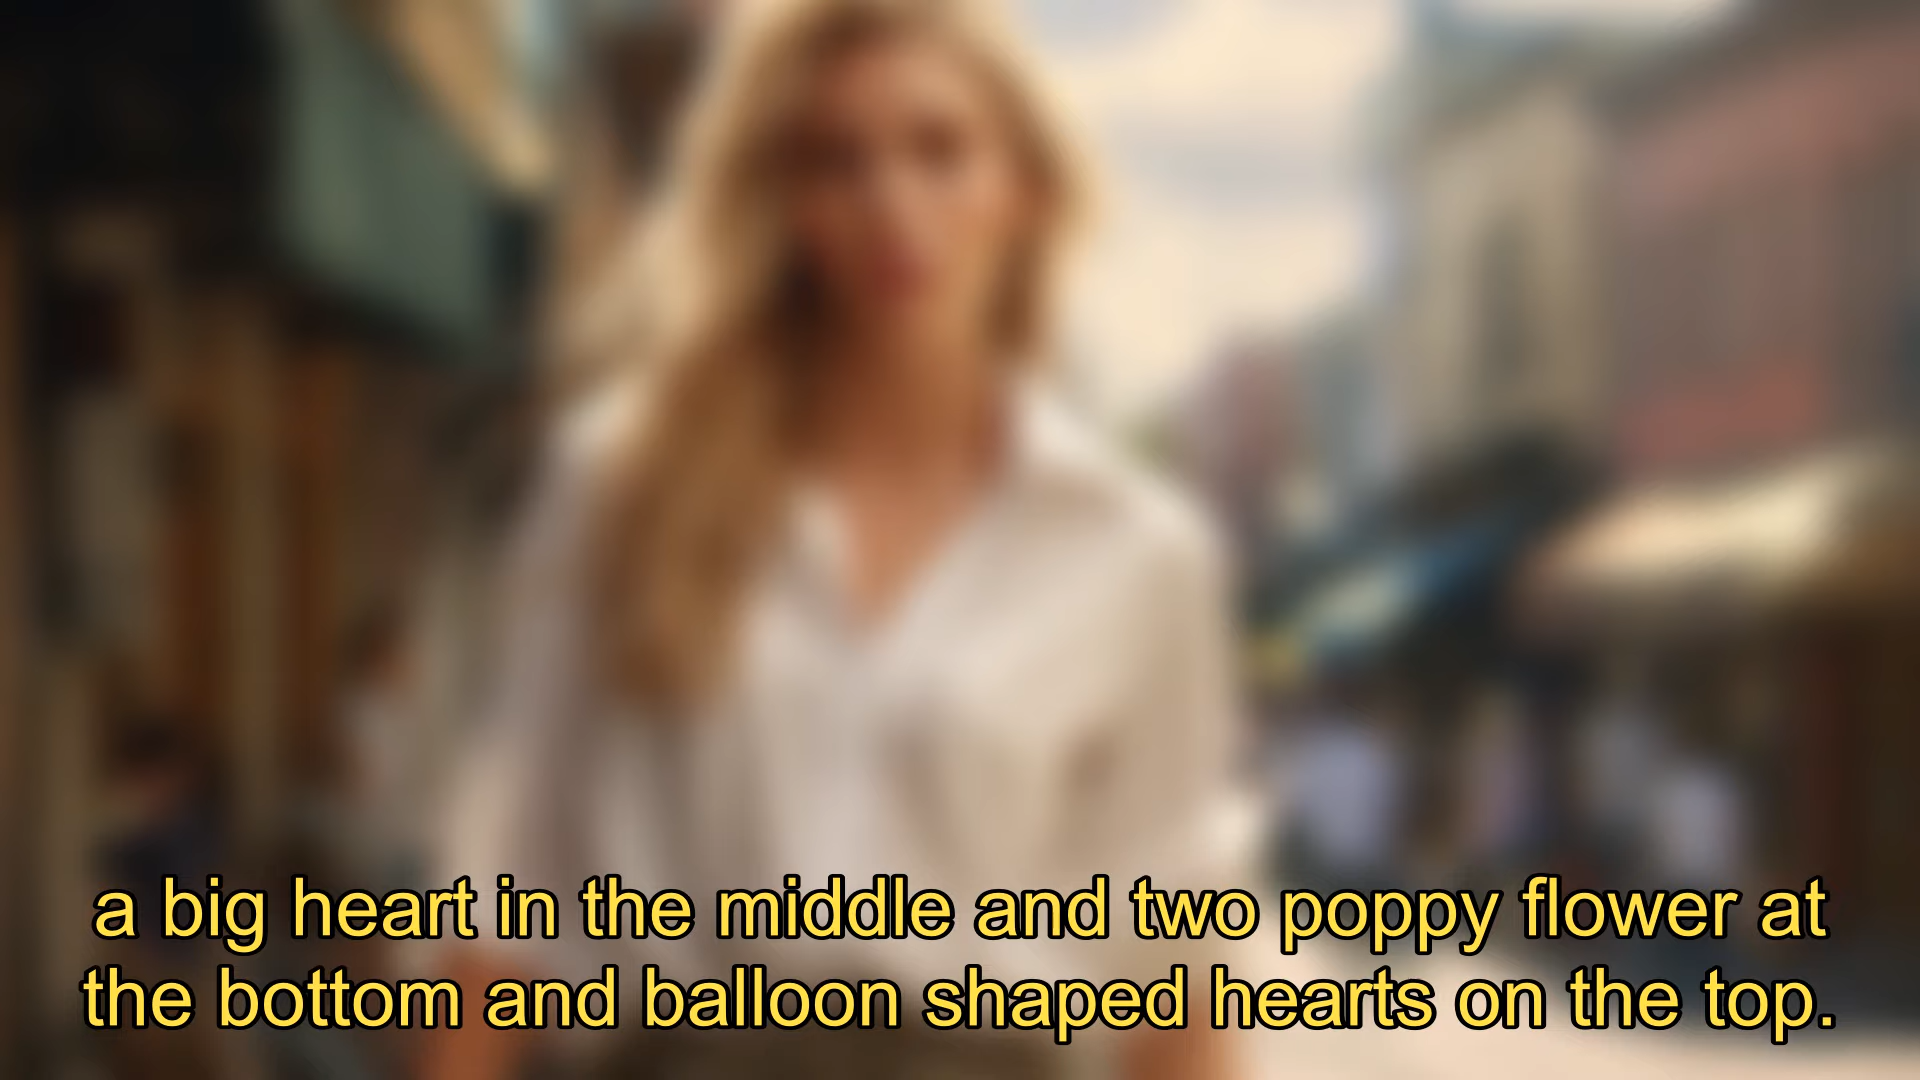 a big heart in the middle and two poppy flower at
the bottom and balloon shaped hearts on the top.